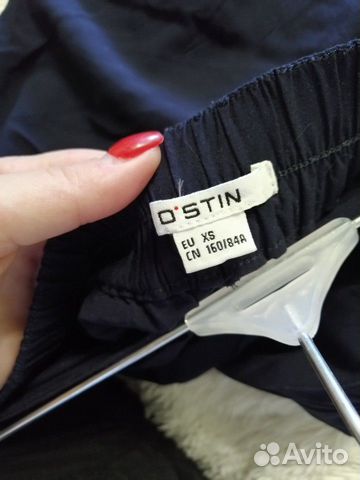 O'STIN
EU XS
CN 160/84A
Avito